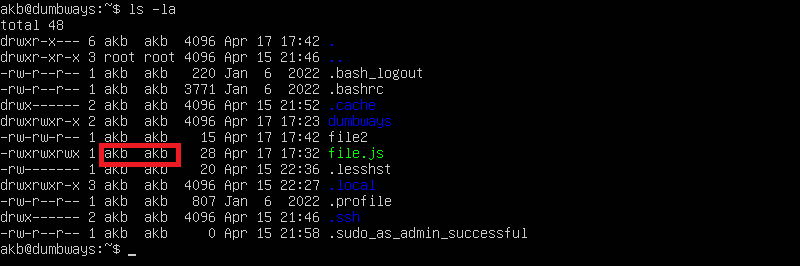 akb@dumbways:~$ ls -la
total 48
drwxr-x--- 6 akb  akb  4096 Apr 17 17:42 .
drwxr-xr-x 3 root root 4096 Apr 15 21:46 ..
-rw-r--r-- 1 akb  akb   220 Jan  6  2022 .bash_logout
-rw-r--r-- 1 akb  akb  3771 Jan  6  2022 .bashrc
drwx------ 2 akb  akb  4096 Apr 15 21:52 .cache
drwxrwxr-x 2 akb  akb  4096 Apr 17 17:23 dumbways
-rw-rw-r-- 1 akb  akb    15 Apr 17 17:42 file2
-rwxrwxrwx 1 akb  akb    28 Apr 17 17:32 file.js
-rw------- 1 akb  akb    20 Apr 15 22:36 .lesshst
drwxrwxr-x 3 akb  akb  4096 Apr 15 22:27 .local
-rw-r--r-- 1 akb  akb   807 Jan  6  2022 .profile
drwx------ 2 akb  akb  4096 Apr 15 21:46 .ssh
-rw-r--r-- 1 akb  akb     0 Apr 15 21:58 .sudo_as_admin_successful
akb@dumbways:~$ _